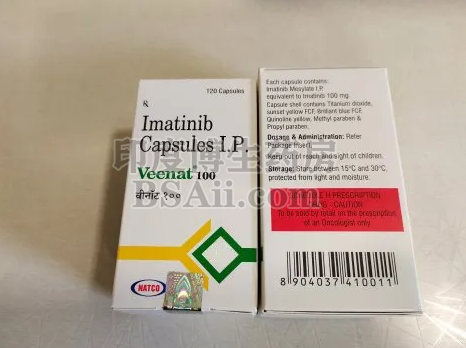 120 Capsules
Rx
Imatinib
Capsules I.P.
Veenat 100
वीनॅट १००
NATCO
Each capsule contains:
Imatinib Mesylate I.P.
equivalent to Imatinib 100 mg
Capsule shell contains Titanium dioxide,
sunset yellow FCF, Brilliant blue FCF,
Quinoline yellow, Methyl paraben &
Propyl paraben.
Dosage & Administration: Refer
Package Insert.
Keep out of reach and sight of children.
Storage: Store between 15°C and 30°C,
protected from light and moisture.
SCHEDULE H PRESCRIPTION
DRUG - CAUTION
To be sold by retail on the prescription
of an Oncologist only
8 904037 410011
印度博生药房
BSAii.com